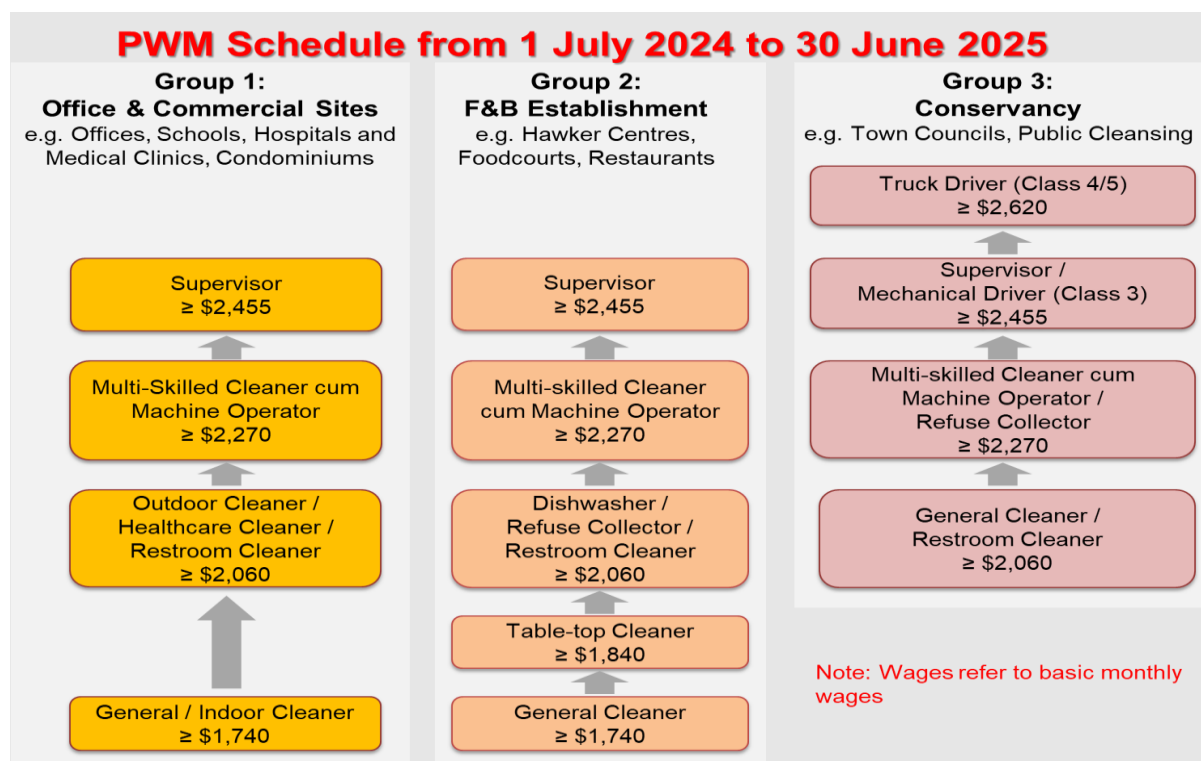 PWM Schedule from 1 July 2024 to 30 June 2025
Group 1:
Office & Commercial Sites
e.g. Offices, Schools, Hospitals and
Medical Clinics, Condominiums
Supervisor
≥ $2,455
Multi-Skilled Cleaner cum
Machine Operator
≥ $2,270
Outdoor Cleaner /
Healthcare Cleaner /
Restroom Cleaner
≥ $2,060
General / Indoor Cleaner
≥ $1,740
Group 2:
F&B Establishment
e.g. Hawker Centres,
Foodcourts, Restaurants
Supervisor
≥ $2,455
Multi-skilled Cleaner
cum Machine Operator
≥ $2,270
Dishwasher /
Refuse Collector /
Restroom Cleaner
≥ $2,060
Table-top Cleaner
≥ $1,840
General Cleaner
≥ $1,740
Group 3:
Conservancy
e.g. Town Councils, Public Cleansing
Truck Driver (Class 4/5)
≥ $2,620
Supervisor /
Mechanical Driver (Class 3)
≥ $2,455
Multi-skilled Cleaner cum
Machine Operator /
Refuse Collector
≥ $2,270
General Cleaner /
Restroom Cleaner
≥ $2,060
Note: Wages refer to basic monthly
wages